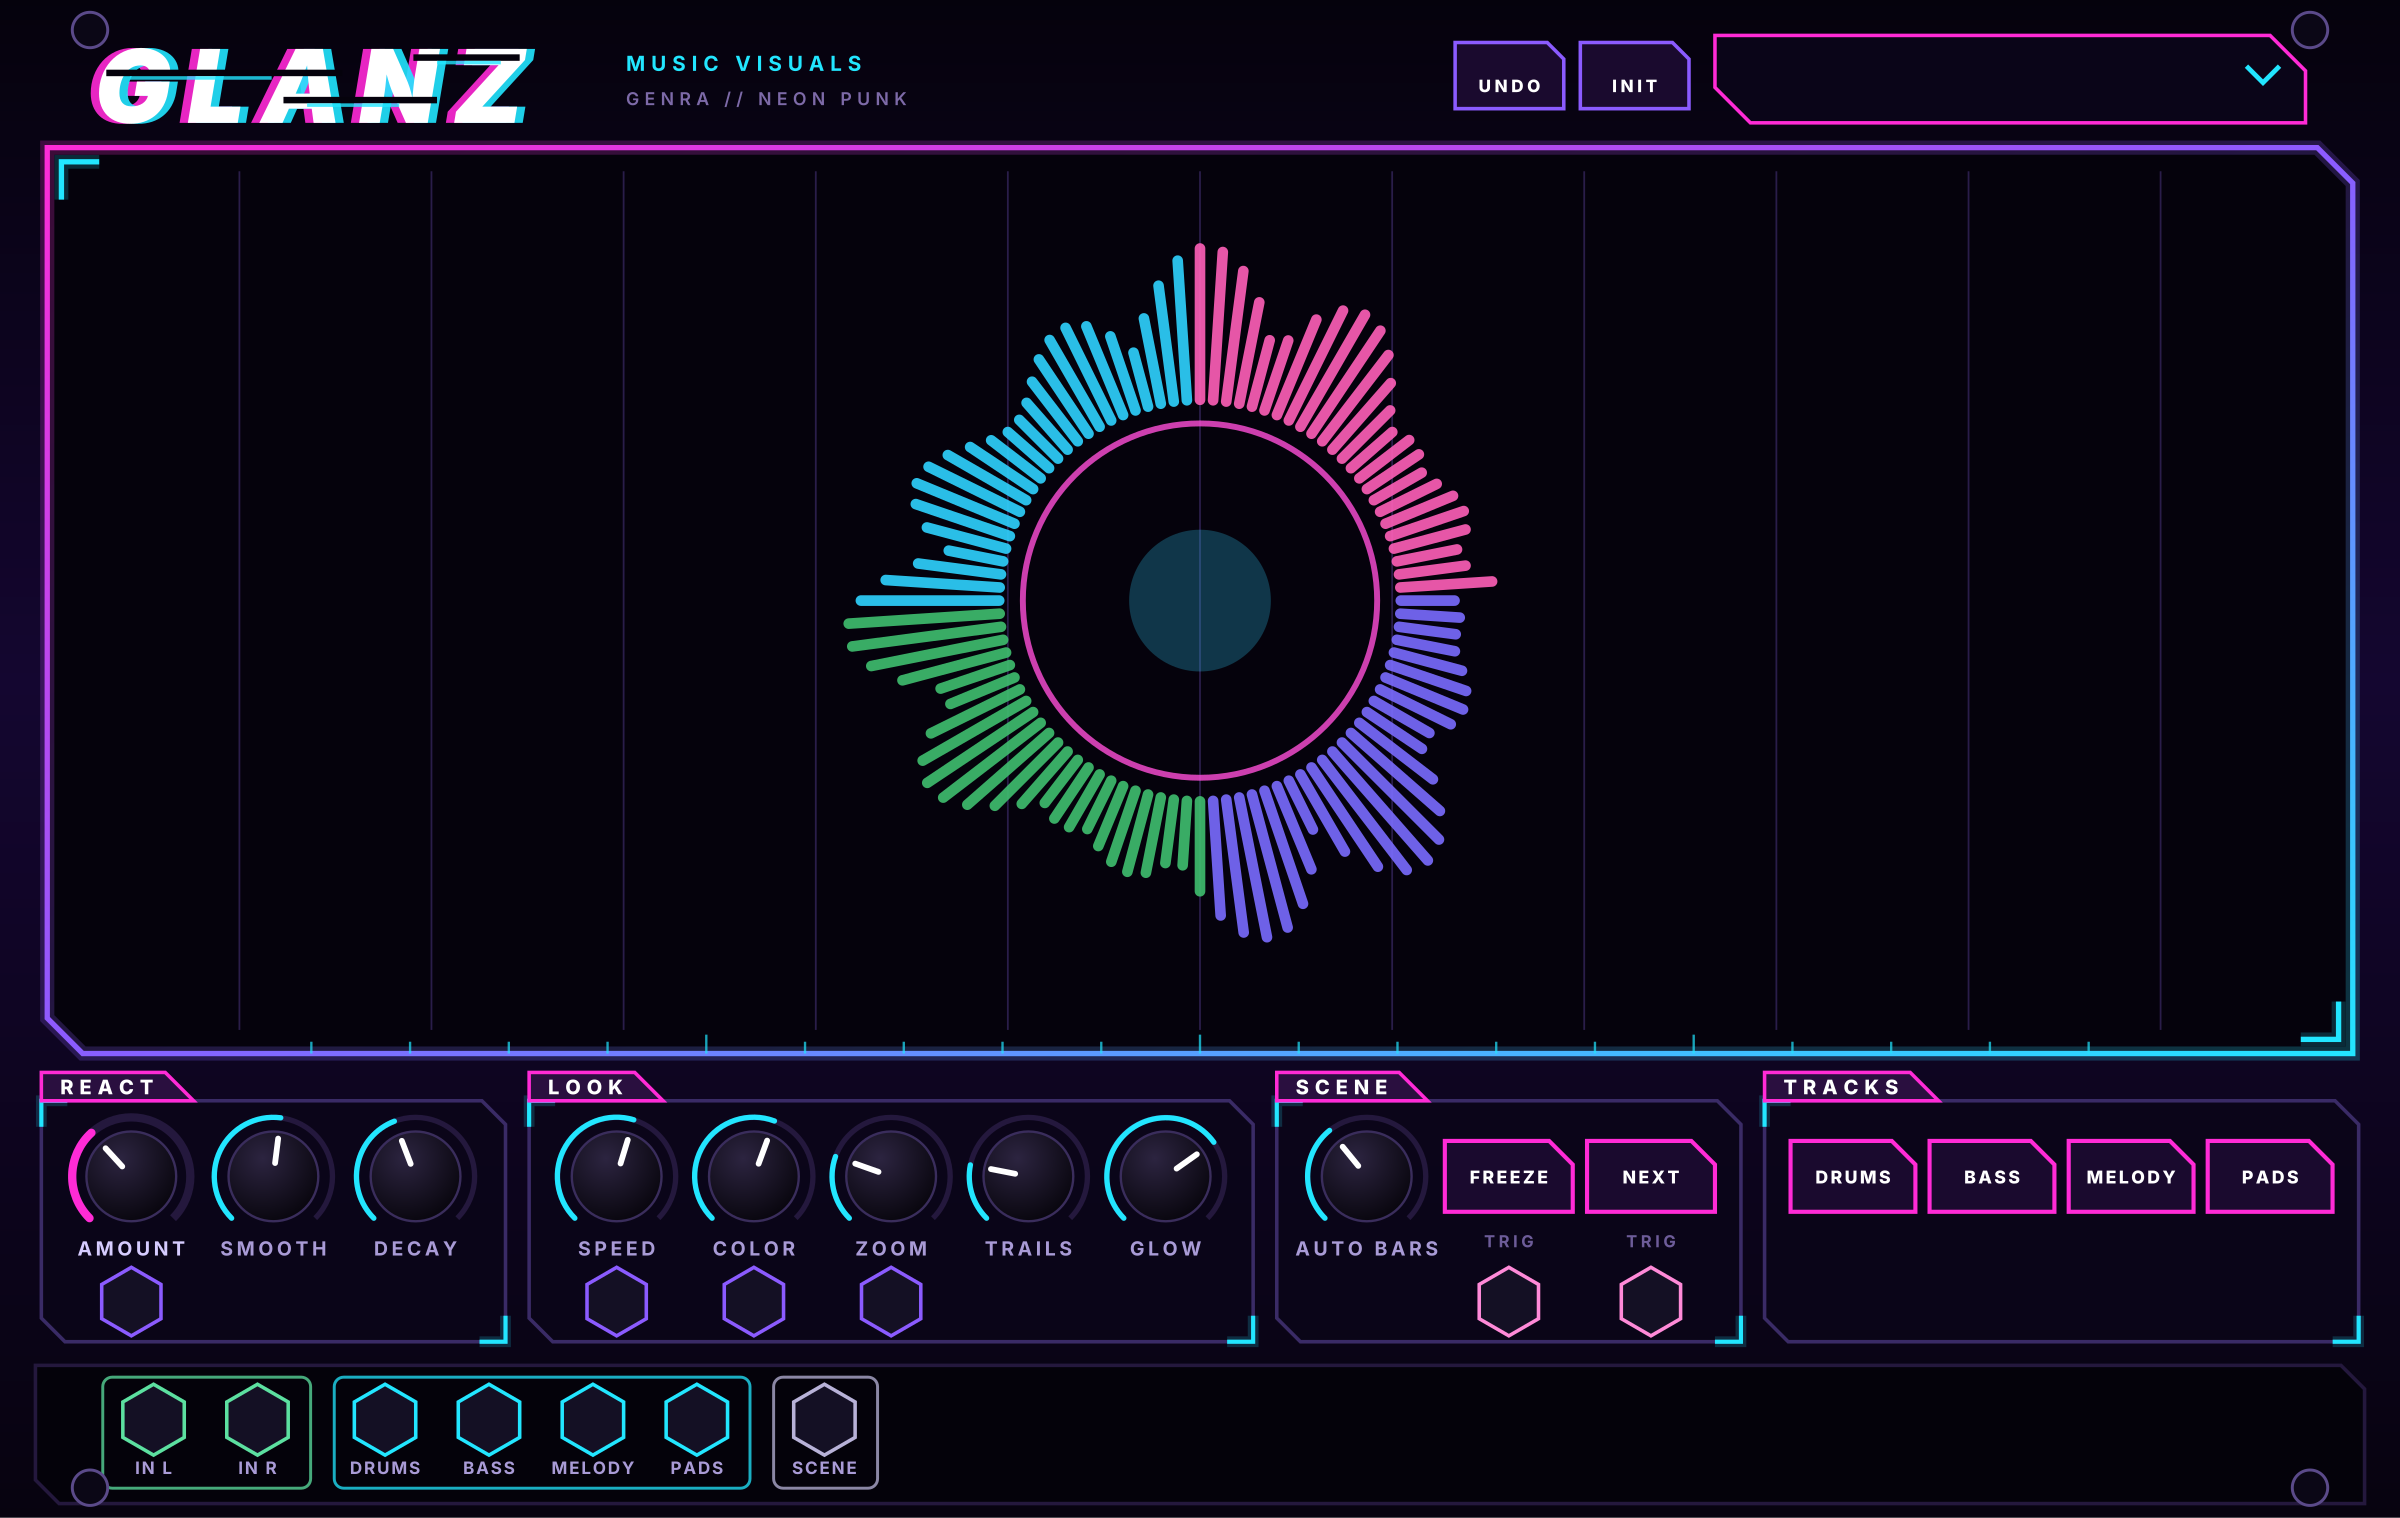 GLANZ
MUSIC VISUALS
GENRA // NEON PUNK
UNDO
INIT
REACT
AMOUNT
SMOOTH
DECAY
LOOK
SPEED
COLOR
ZOOM
TRAILS
GLOW
SCENE
AUTO BARS
FREEZE
NEXT
TRIG
TRIG
TRACKS
DRUMS
BASS
MELODY
PADS
IN L
IN R
DRUMS
BASS
MELODY
PADS
SCENE